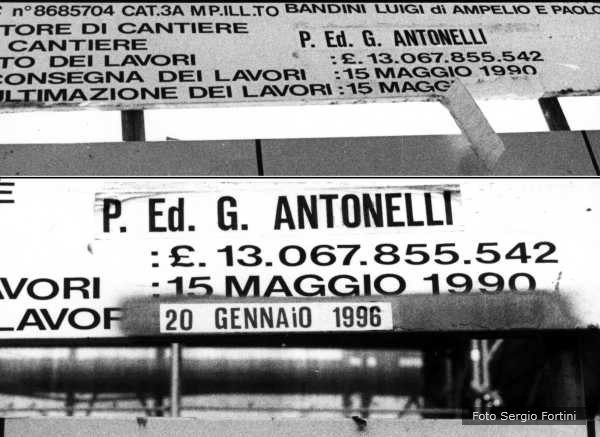 n° 8685704 CAT.3A MP.ILL.TO BANDINI LUIGI di AMPELIO E PAOLO
TORE DI CANTIERE
CANTIERE P. Ed. G. ANTONELLI
TO DEI LAVORI :£. 13.067.855.542
CONSEGNA DEI LAVORI :15 MAGGIO 1990
ULTIMAZIONE DEI LAVORI :15 MAGG
P. Ed. G. ANTONELLI
:£. 13.067.855.542
AVORI :15 MAGGIO 1990
LAVOR 20 GENNAiO 1996
Foto Sergio Fortini